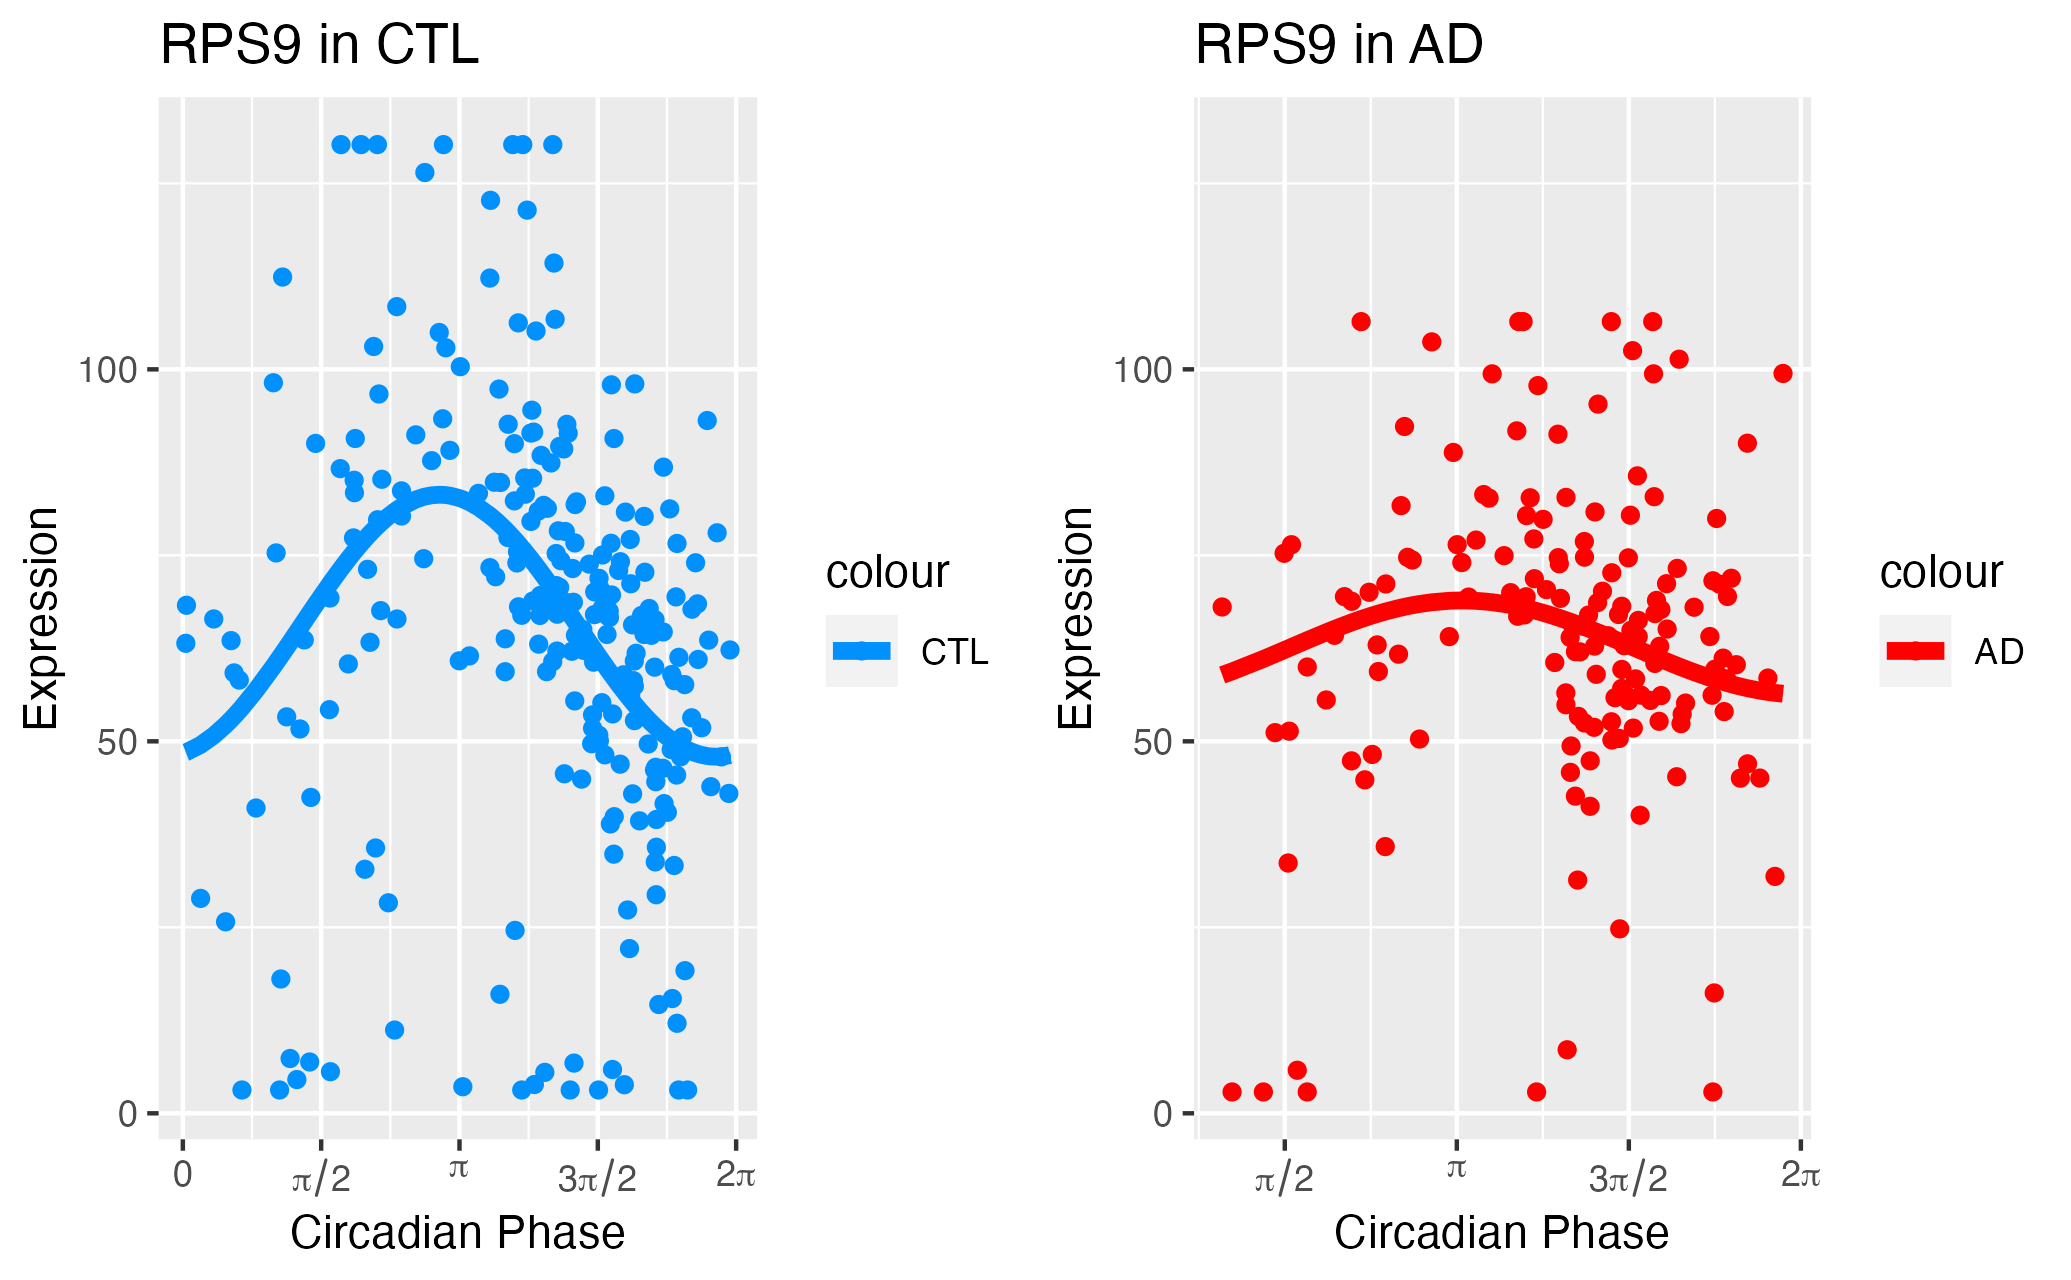 RPS9 in CTL
Expression
100
50
0
0
π/2
π
3π/2
2π
Circadian Phase
colour
CTL
RPS9 in AD
Expression
100
50
0
π/2
π
3π/2
2π
Circadian Phase
colour
AD